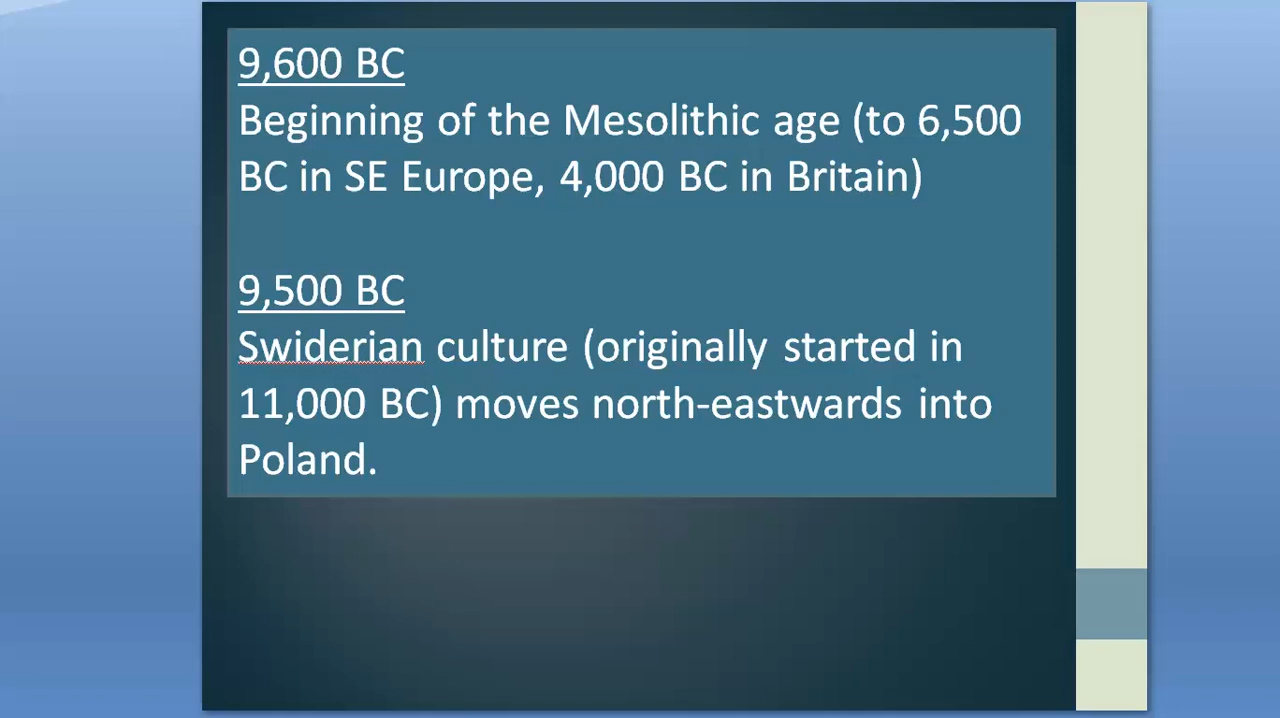 9,600 BC
Beginning of the Mesolithic age (to 6,500
BC in SE Europe, 4,000 BC in Britain)
9,500 BC
Swiderian culture (originally started in
11,000 BC) moves north-eastwards into
Poland.